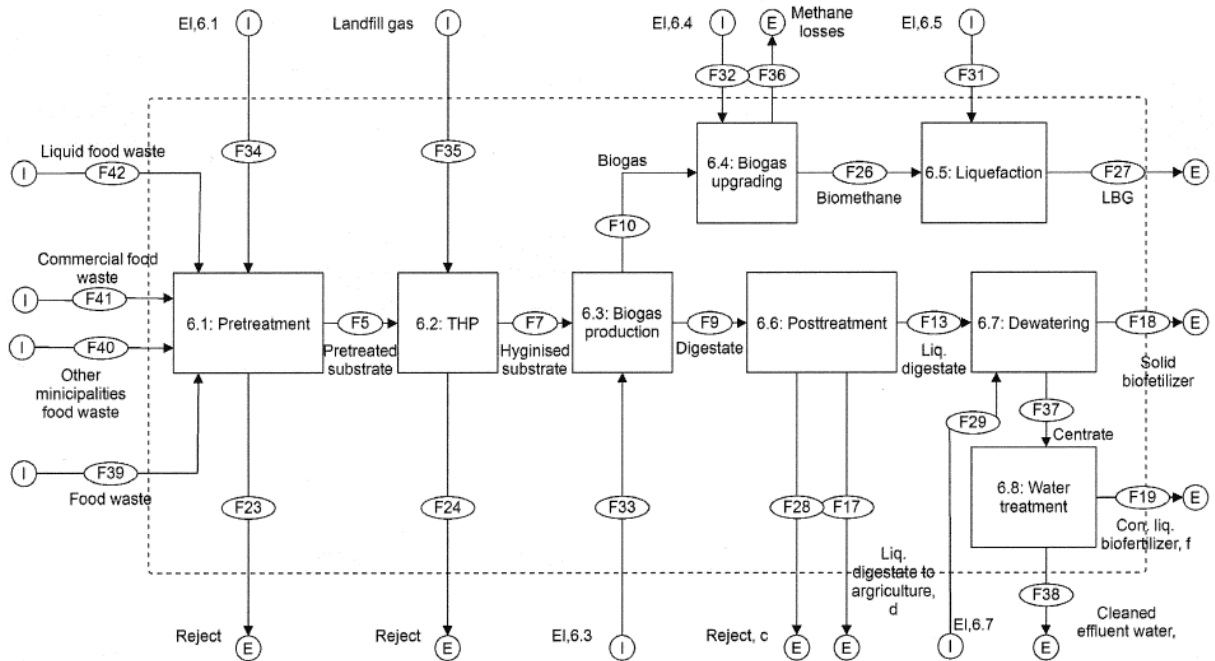 EI,6.1
I
Landfill gas
I
EI,6.4
I
E
Methane
losses
EI,6.5
I
F32
F36
F31
Liquid food waste
I
F42
F34
F35
Biogas
6.4: Biogas
upgrading
F26
Biomethane
6.5: Liquefaction
F27
E
LBG
F10
Commercial food
waste
I
F41
I
F40
Other
minicipalities
food waste
6.1: Pretreatment
F5
Pretreated
substrate
6.2: THP
F7
Hyginised
substrate
6.3: Biogas
production
F9
Digestate
6.6: Posttreatment
F13
Liq.
digestate
6.7: Dewatering
F18
E
Solid
biofetilizer
F29
F37
Centrate
I
F39
Food waste
F23
F24
F33
F28
F17
6.8: Water
treatment
F19
E
Con. liq.
biofertilizer, f
Liq.
digestate to
argriculture,
d
F38
Reject
E
Reject
E
EI,6.3
I
Reject, c
E
E
I
EI,6.7
E
Cleaned
effluent water,